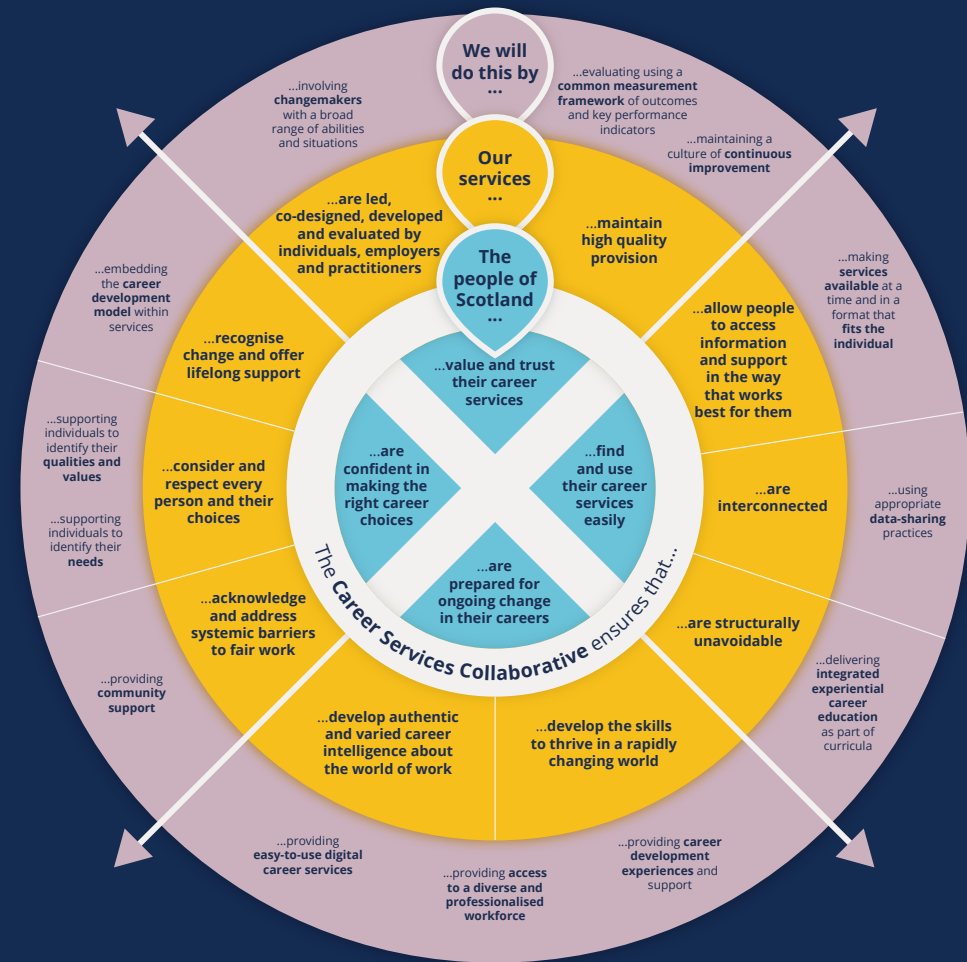 We will
do this by
...
...involving
changemakers
with a broad
range of abilities
and situations
...evaluating using a
common measurement
framework of outcomes
and key performance
indicators
...maintaining a
culture of continuous
improvement
Our
services
...
...are led,
co-designed, developed
and evaluated by
individuals, employers
and practitioners
...maintain
high quality
provision
The
people of
Scotland
...
...embedding
the career
development
model within
services
...making
services
available at a
time and in a
format that
fits the
individual
...recognise
change and offer
lifelong support
...allow people
to access
information
and support
in the way
that works
best for them
...value and trust
their career
services
...supporting
individuals to
identify their
qualities and
values
...supporting
individuals to
identify their
needs
...consider and
respect every
person and their
choices
...are
confident in
making the
right career
choices
...find
and use
their career
services
easily
...are
interconnected
...using
appropriate
data-sharing
practices
...are
prepared for
ongoing change
in their careers
The Career Services Collaborative ensures that...
...acknowledge
and address
systemic barriers
to fair work
...are structurally
unavoidable
...providing
community
support
...delivering
integrated
experiential
career
education
as part of
curricula
...develop authentic
and varied career
intelligence about
the world of work
...develop the skills
to thrive in a rapidly
changing world
...providing
easy-to-use digital
career services
...providing access
to a diverse and
professionalised
workforce
...providing career
development
experiences and
support